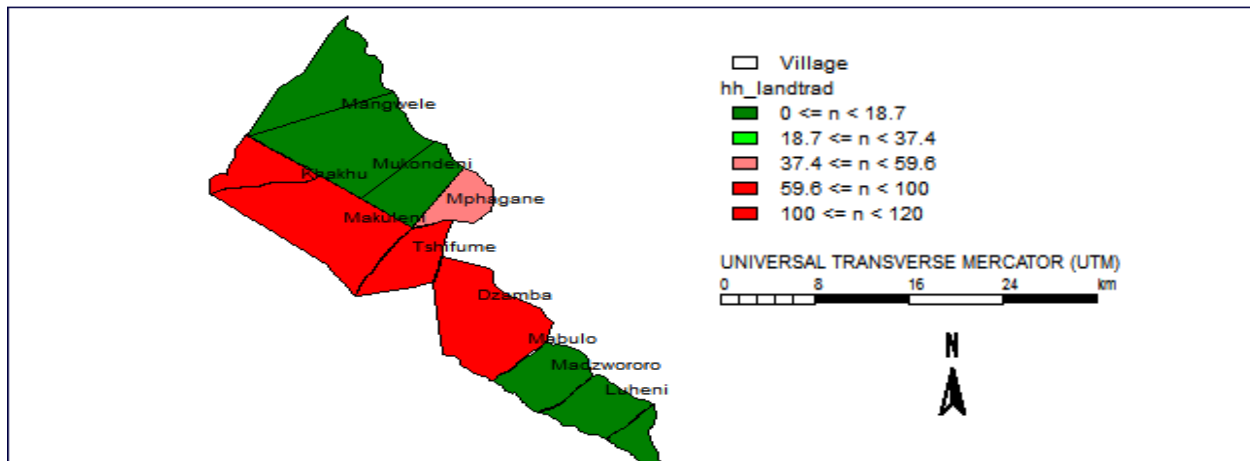 Mangwele
Mukondeni
Khakhu
Mphagane
Makuleni
Tshifume
Dzamba
Mabulo
Madzwororo
Luheni
Village
hh_landtrad
0 <= n < 18.7
18.7 <= n < 37.4
37.4 <= n < 59.6
59.6 <= n < 100
100 <= n < 120
UNIVERSAL TRANSVERSE MERCATOR (UTM)
0 8 16 24 km
N